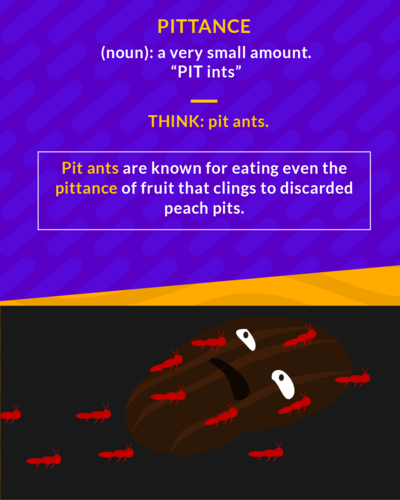 PITTANCE
(noun): a very small amount.
“PIT ints”
THINK: pit ants.
Pit ants are known for eating even the
pittance of fruit that clings to discarded
peach pits.